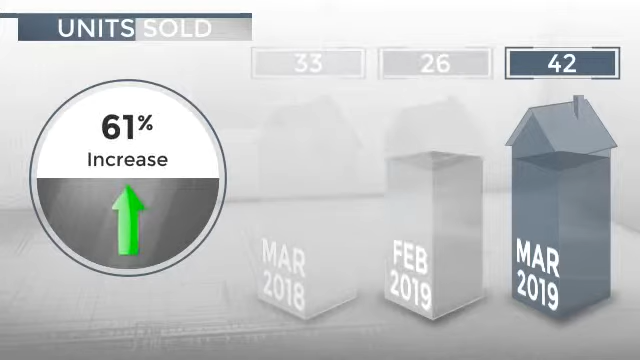 UNITS SOLD
33
26
42
61%
Increase
MAR
2018
FEB
2019
MAR
2019